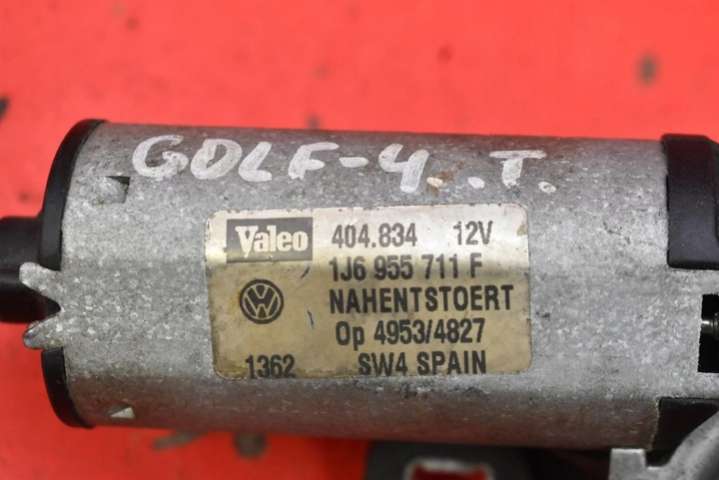 GOLF-4..T.
Valeo 404.834 12V
1J6 955 711 F
NAHENTSTOERT
Op 4953/4827
1362 SW4 SPAIN